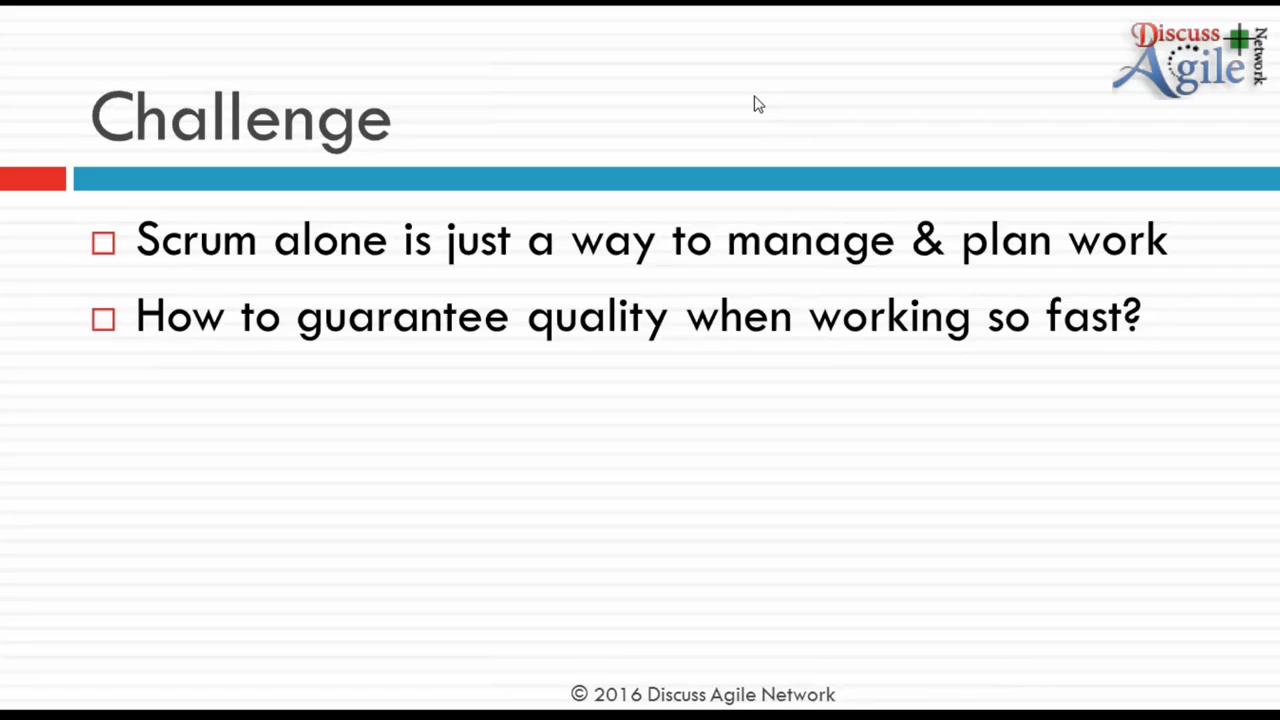 Discuss
Agile
Network
Challenge
Scrum alone is just a way to manage & plan work
How to guarantee quality when working so fast?
© 2016 Discuss Agile Network